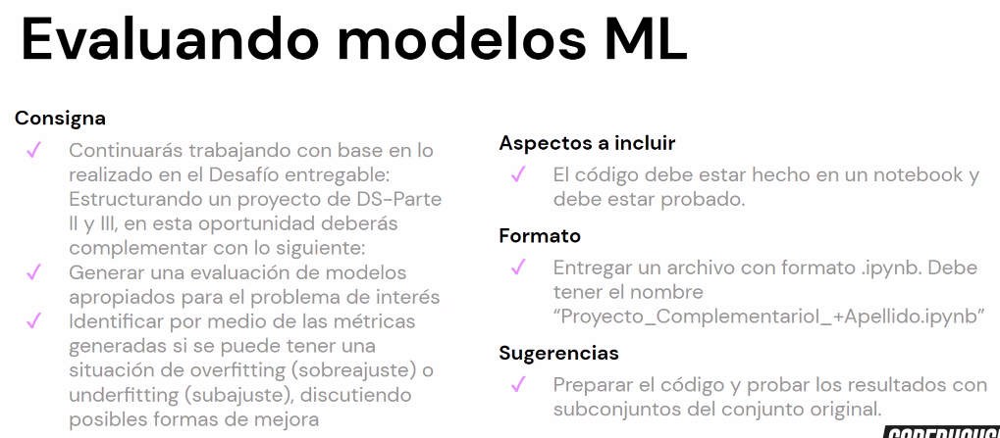 Evaluando modelos ML
Consigna
✓ Continuarás trabajando con base en lo
realizado en el Desafío entregable:
Estructurando un proyecto de DS-Parte
II y III, en esta oportunidad deberás
complementar con lo siguiente:
✓ Generar una evaluación de modelos
apropiados para el problema de interés
✓ Identificar por medio de las métricas
generadas si se puede tener una
situación de overfitting (sobreajuste) o
underfitting (subajuste), discutiendo
posibles formas de mejora
Aspectos a incluir
✓ El código debe estar hecho en un notebook y
debe estar probado.
Formato
✓ Entregar un archivo con formato .ipynb. Debe
tener el nombre
“Proyecto_ComplementarioI_+Apellido.ipynb”
Sugerencias
✓ Preparar el código y probar los resultados con
subconjuntos del conjunto original.